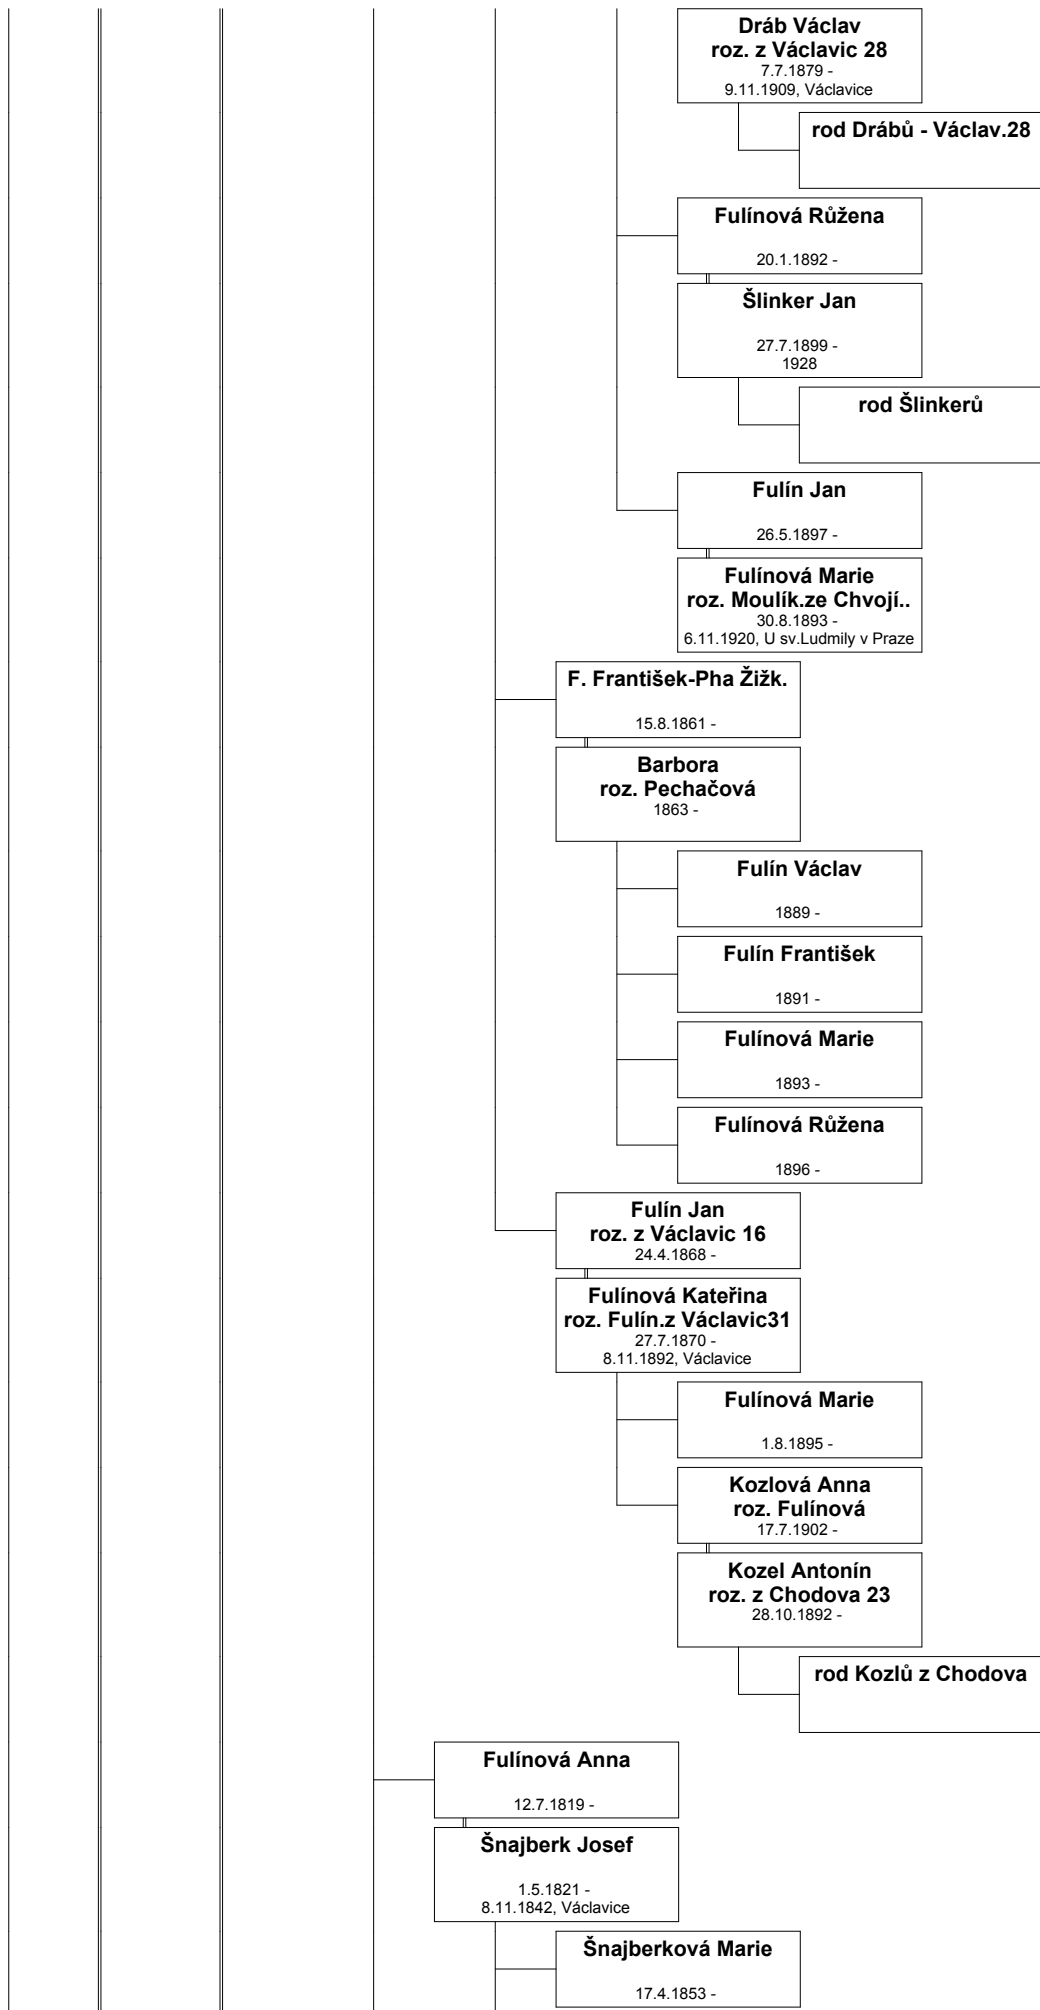 Dráb Václav
roz. z Václavic 28
7.7.1879 -
9.11.1909, Václavice
rod Drábů - Václav.28
Fulínová Růžena
20.1.1892 -
Šlinker Jan
27.7.1899 -
1928
rod Šlinkerů
Fulín Jan
26.5.1897 -
Fulínová Marie
roz. Moulík.ze Chvojí..
30.8.1893 -
6.11.1920, U sv.Ludmily v Praze
F. František-Pha Žižk.
15.8.1861 -
Barbora
roz. Pechačová
1863 -
Fulín Václav
1889 -
Fulín František
1891 -
Fulínová Marie
1893 -
Fulínová Růžena
1896 -
Fulín Jan
roz. z Václavic 16
24.4.1868 -
Fulínová Kateřina
roz. Fulín.z Václavic31
27.7.1870 -
8.11.1892, Václavice
Fulínová Marie
1.8.1895 -
Kozlová Anna
roz. Fulínová
17.7.1902 -
Kozel Antonín
roz. z Chodova 23
28.10.1892 -
rod Kozlů z Chodova
Fulínová Anna
12.7.1819 -
Šnajberk Josef
1.5.1821 -
8.11.1842, Václavice
Šnajberková Marie
17.4.1853 -